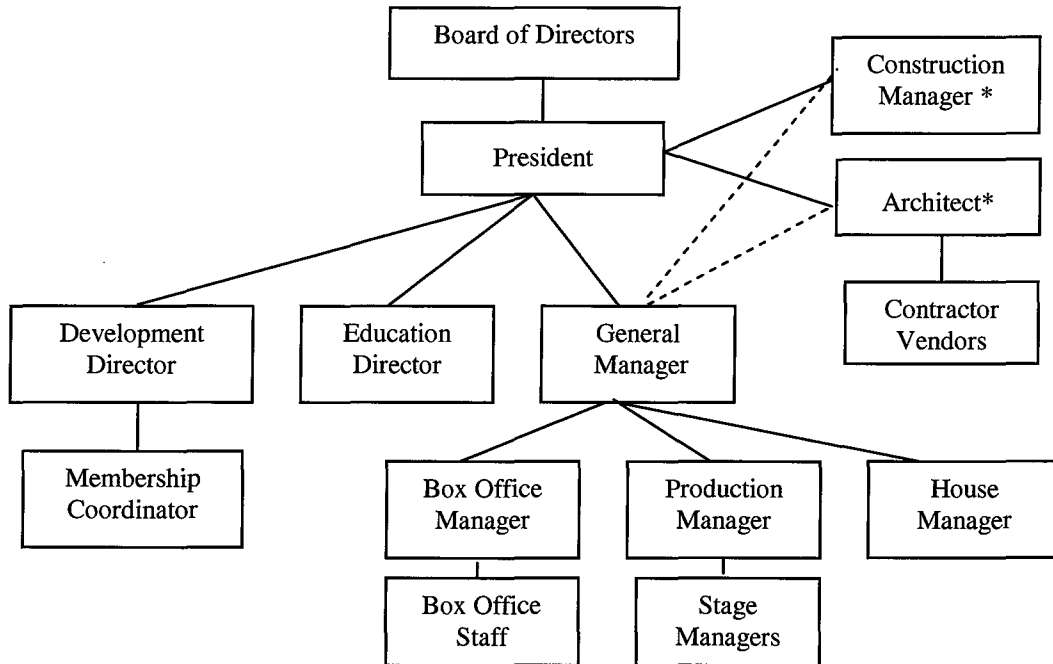 Board of Directors
Construction
Manager *
President
Architect*
Contractor
Vendors
Development
Director
Education
Director
General
Manager
Membership
Coordinator
Box Office
Manager
Production
Manager
House
Manager
Box Office
Staff
Stage
Managers